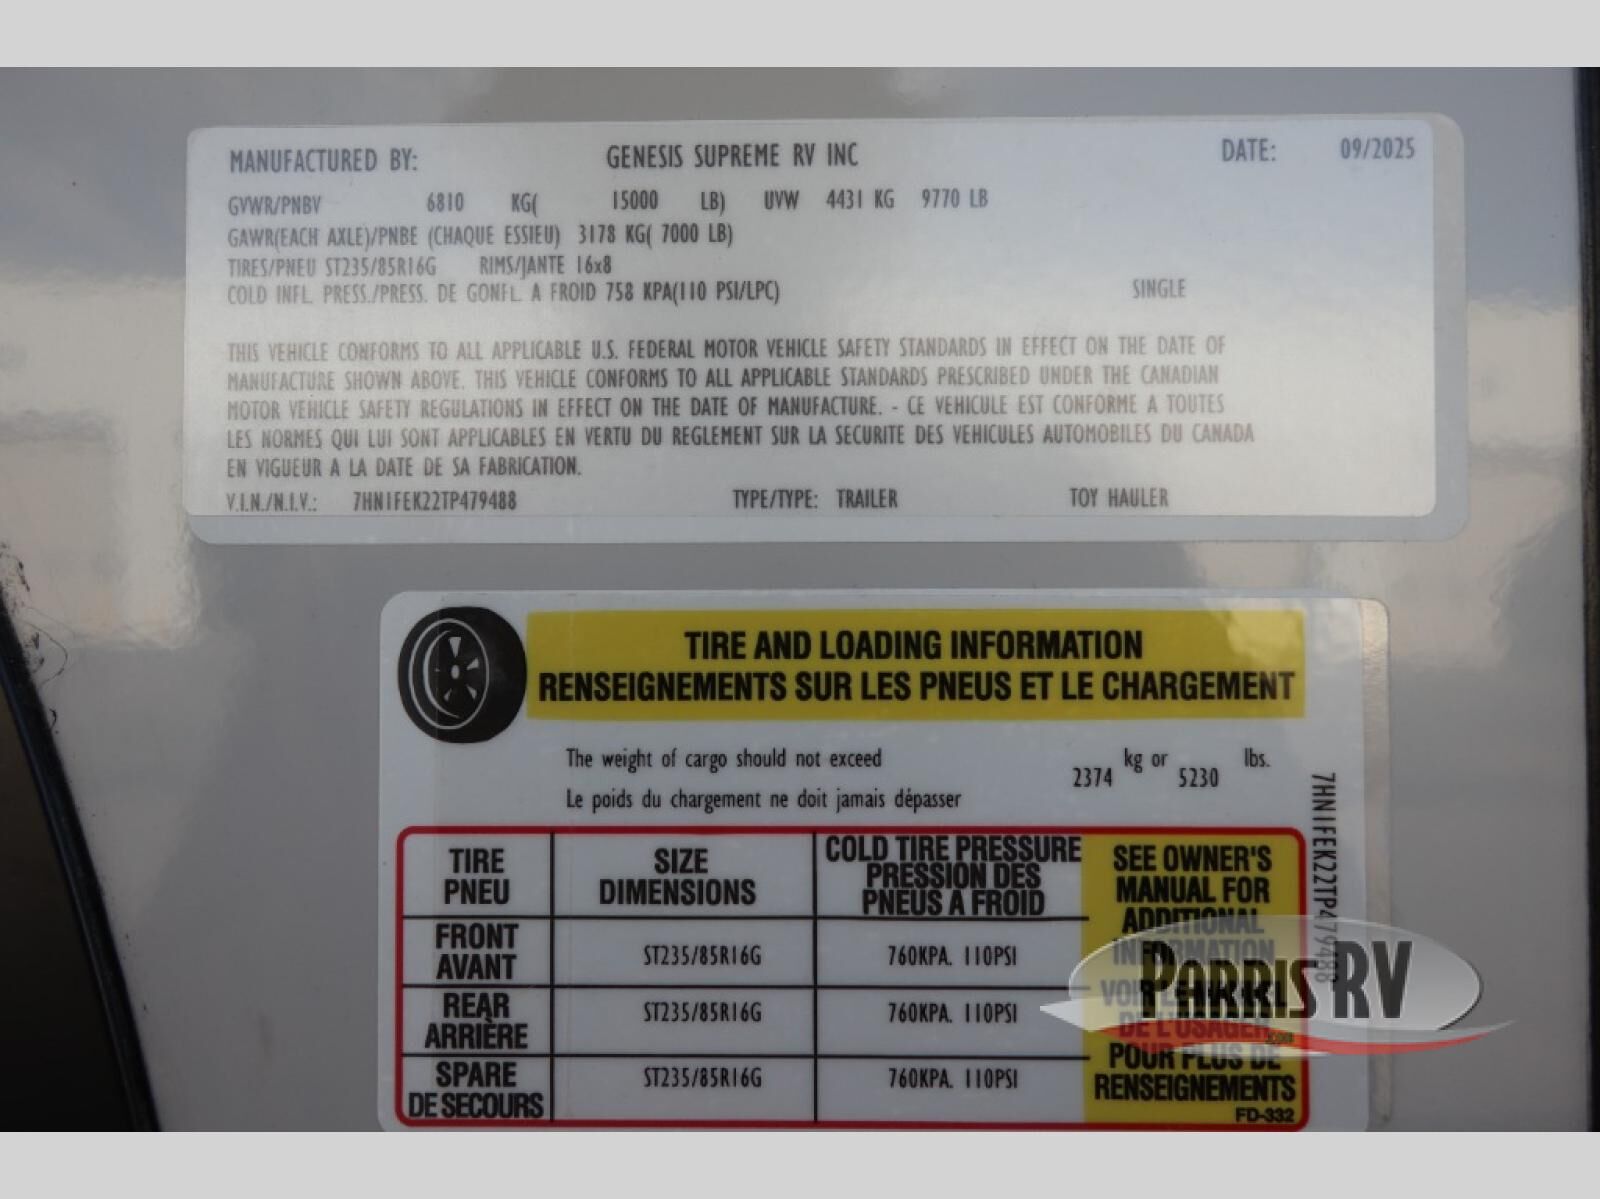 MANUFACTURED BY: GENESIS SUPREME RV INC DATE: 09/2025
GVWR/PNBV 6810 KG( 15000 LB) UVW 4431 KG 9770 LB
GAWR(EACH AXLE)/PNBE (CHAQUE ESSIEU) 3178 KG( 7000 LB)
TIRES/PNEU ST235/85R16G RIMS/JANTE 16x8
COLD INFL. PRESS./PRESS. DE GONFL. A FROID 758 KPA(110 PSI/LPC) SINGLE
THIS VEHICLE CONFORMS TO ALL APPLICABLE U.S. FEDERAL MOTOR VEHICLE SAFETY STANDARDS IN EFFECT ON THE DATE OF
MANUFACTURE SHOWN ABOVE. THIS VEHICLE CONFORMS TO ALL APPLICABLE STANDARDS PRESCRIBED UNDER THE CANADIAN
MOTOR VEHICLE SAFETY REGULATIONS IN EFFECT ON THE DATE OF MANUFACTURE. - CE VEHICULE EST CONFORME A TOUTES
LES NORMES QUI LUI SONT APPLICABLES EN VERTU DU REGLEMENT SUR LA SECURITE DES VEHICULES AUTOMOBILES DU CANADA
EN VIGUEUR A LA DATE DE SA FABRICATION.
V.I.N./N.I.V.: 7HN1FEK22TP479488 TYPE/TYPE: TRAILER TOY HAULER
TIRE AND LOADING INFORMATION
RENSEIGNEMENTS SUR LES PNEUS ET LE CHARGEMENT
The weight of cargo should not exceed 2374 kg or 5230 lbs.
Le poids du chargement ne doit jamais dépasser
7HN1FEK22TP479488
TIRE
PNEU
SIZE
DIMENSIONS
COLD TIRE PRESSURE
PRESSION DES
PNEUS A FROID
FRONT
AVANT
ST235/85R16G
760KPA. 110PSI
REAR
ARRIÈRE
ST235/85R16G
760KPA. 110PSI
SPARE
DE SECOURS
ST235/85R16G
760KPA. 110PSI
SEE OWNER'S
MANUAL FOR
ADDITIONAL
INFORMATION
VOIR LE
DE L'USAGER
POUR PLUS DE
RENSEIGNEMENTS
FD-332
PARRIS RV
.com